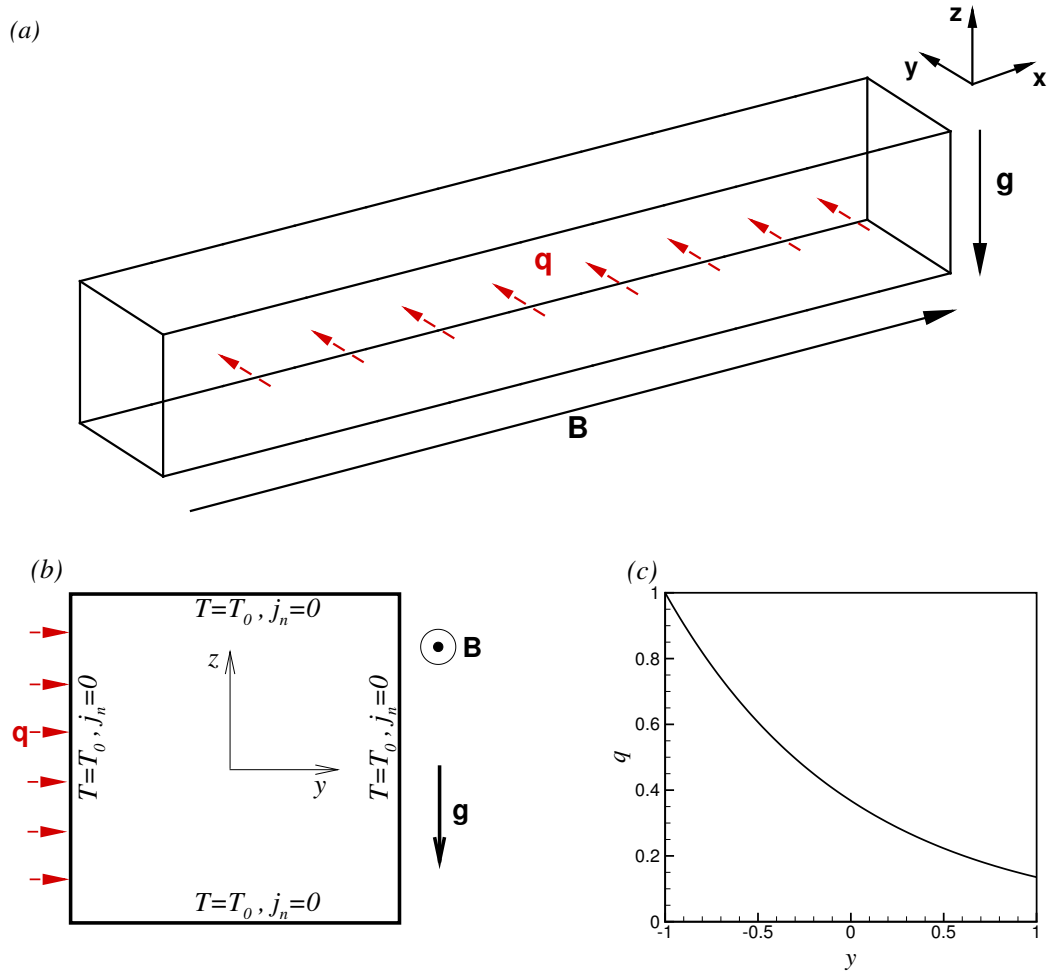 (a)
z
y
x
g
q
B
(b)
T=T₀ , jₙ=0
z
B
T=T₀ , jₙ=0
T=T₀ , jₙ=0
q
y
g
T=T₀ , jₙ=0
(c)
1
0.8
0.6
q
0.4
0.2
0
-1
-0.5
0
0.5
1
y